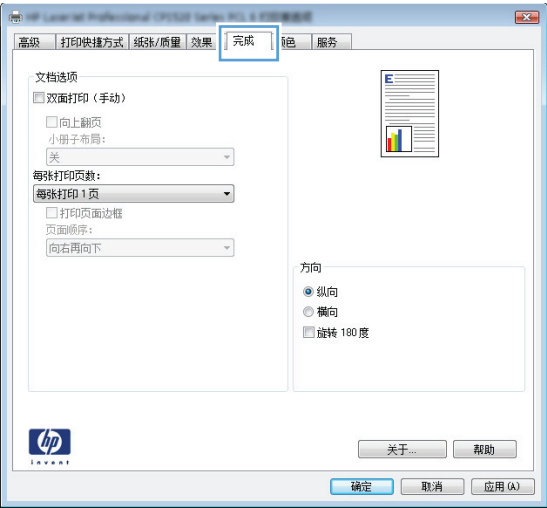 高级 打印快捷方式 纸张/质量 效果 完成 颜色 服务
文档选项
双面打印(手动)
向上翻页
小册子布局:
关
每张打印页数:
每张打印 1 页
打印页面边框
页面顺序:
向右再向下
E
方向
纵向
横向
旋转 180 度
hp
invent
关于... 帮助
确定 取消 应用(A)